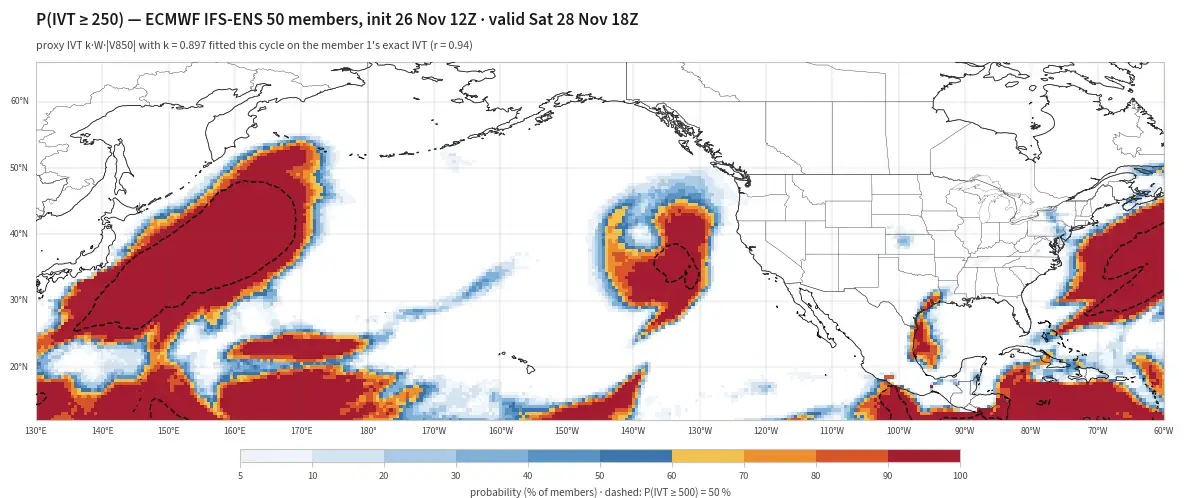 P(IVT ≥ 250) — ECMWF IFS-ENS 50 members, init 26 Nov 12Z · valid Sat 28 Nov 18Z
proxy IVT k·W·|V850| with k = 0.897 fitted this cycle on the member 1's exact IVT (r = 0.94)
60°N
50°N
40°N
30°N
20°N
130°E 140°E 150°E 160°E 170°E 180° 170°W 160°W 150°W 140°W 130°W 120°W 110°W 100°W 90°W 80°W 70°W 60°W
5 10 20 30 40 50 60 70 80 90 100
probability (% of members) · dashed: P(IVT ≥ 500) = 50 %